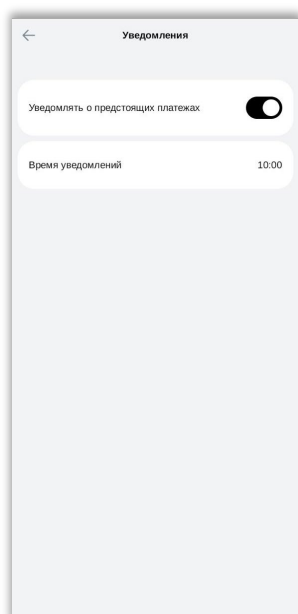 Уведомления
Уведомлять о предстоящих платежах
Время уведомлений 10:00